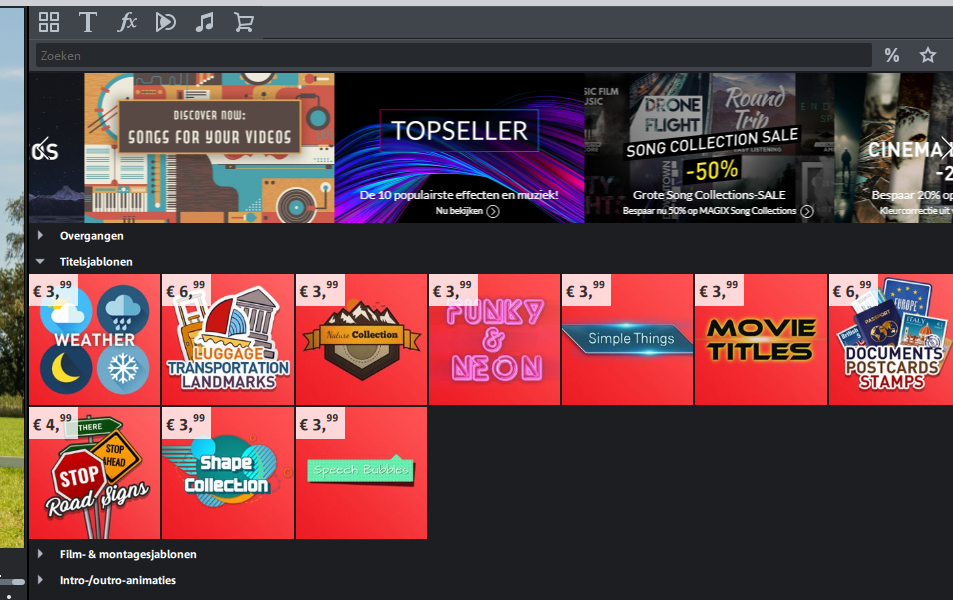 T
fx
Zoeken
%
DISCOVER NOW:
SONGS FOR YOUR VIDEOS
TOPSELLER
De 10 populairste effecten en muziek!
Nu bekijken
DRONE
FLIGHT
Round
Trip
EASY LISTENING
SONG COLLECTION SALE
-50%
Grote Song Collections-SALE
Bespaar nu 50% op MAGIX Song Collections
CINEMA
-2
Bespaar 20% op
Kleurcorrectie uit
Overgangen
Titelsjablonen
€ 3,99
WEATHER
€ 6,99
LUGGAGE
TRANSPORTATION
LANDMARKS
€ 3,99
Nature Collection
€ 3,99
FUNKY
&
NEON
€ 3,99
Simple Things
€ 3,99
MOVIE
TITLES
€ 6,99
EUROPE
PASSPORT
ITALY
British
DOCUMENTS
POSTCARDS
STAMPS
€ 4,99
THERE
STOP
AHEAD
STOP
Road Signs
€ 3,99
Shape
Collection
€ 3,99
Speech Bubbles
Film- & montagesjablonen
Intro-/outro-animaties